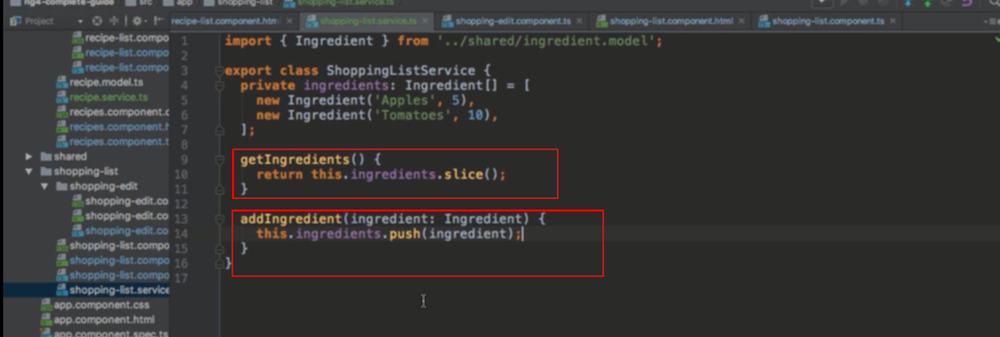 ng4-complete-guide src app shopping-list shopping-list.service.ts
Project
recipe-list.component.htm shopping-list.service.ts shopping-edit.component.ts shopping-list.component.html shopping-list.component.ts
recipe-list.compo
recipe-list.compo
recipe-list.compo
recipe.model.ts
recipe.service.ts
recipes.component.c
recipes.component.h
recipes.component.t
shared
shopping-list
shopping-edit
shopping-edit.co
shopping-edit.co
shopping-edit.co
shopping-list.compo
shopping-list.compo
shopping-list.compo
shopping-list.service
app.component.css
app.component.html
app.component.spec.ts
1 import { Ingredient } from '../shared/ingredient.model';
2
3 export class ShoppingListService {
4 private ingredients: Ingredient[] = [
5 new Ingredient('Apples', 5),
6 new Ingredient('Tomatoes', 10),
7 ];
8
9 getIngredients() {
10 return this.ingredients.slice();
11 }
12
13 addIngredient(ingredient: Ingredient) {
14 this.ingredients.push(ingredient);
15 }
16 }
17